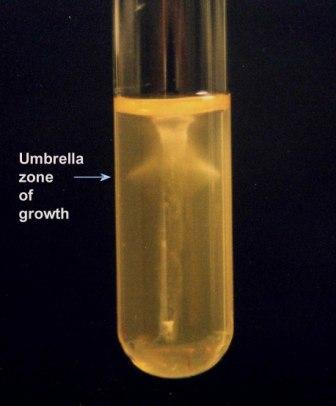 Umbrella
zone
of
growth